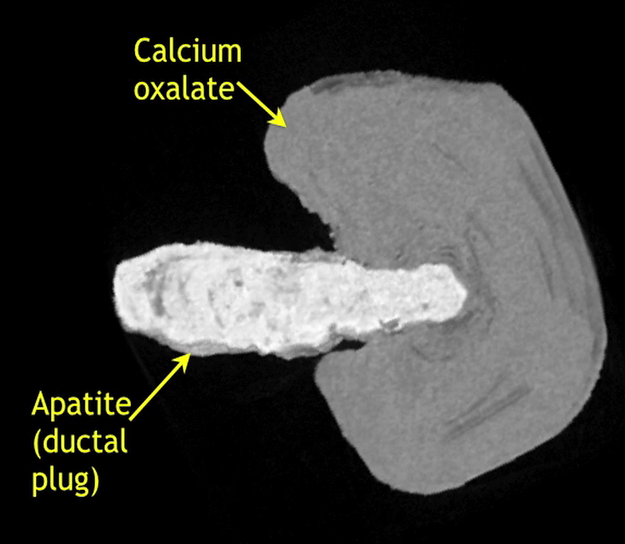 Calcium
oxalate
Apatite
(ductal
plug)